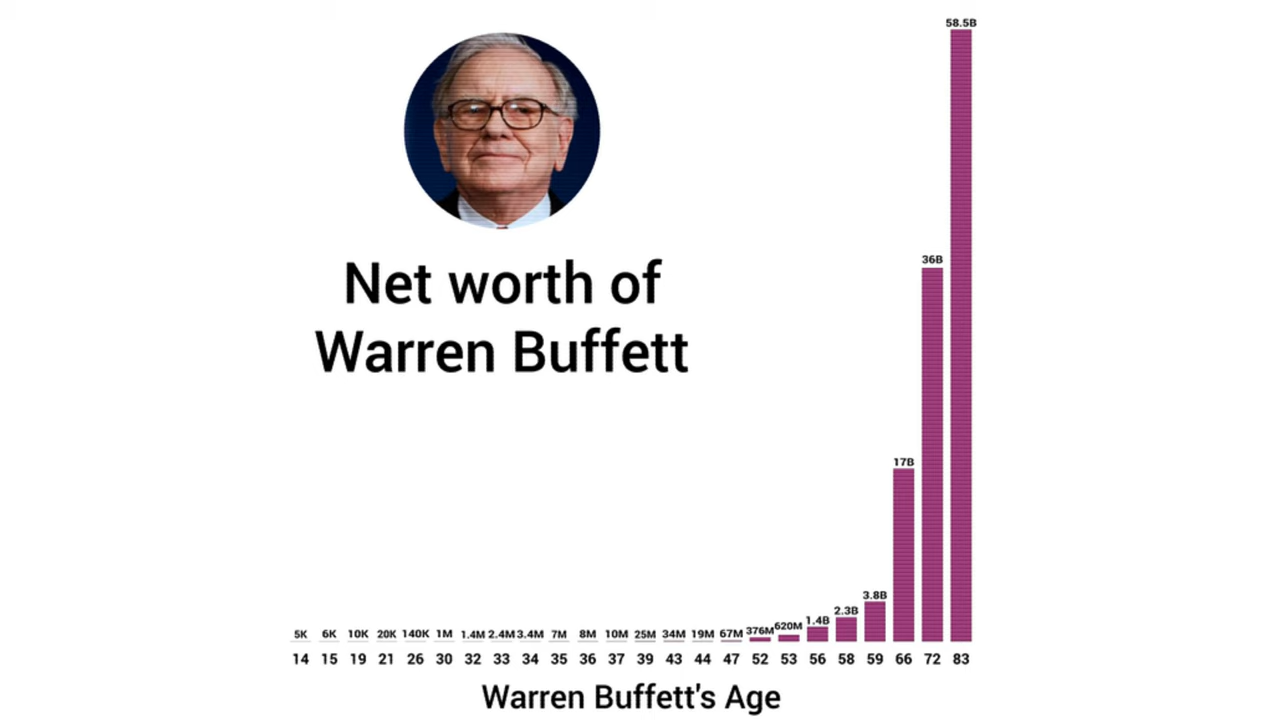 58.5B
Net worth of
Warren Buffett
36B
17B
3.8B
2.3B
1.4B
620M
376M
5K 6K 10K 20K 140K 1M 1.4M 2.4M 3.4M 7M 8M 10M 25M 34M 19M 67M
14 15 19 21 26 30 32 33 34 35 36 37 39 43 44 47 52 53 56 58 59 66 72 83
Warren Buffett's Age